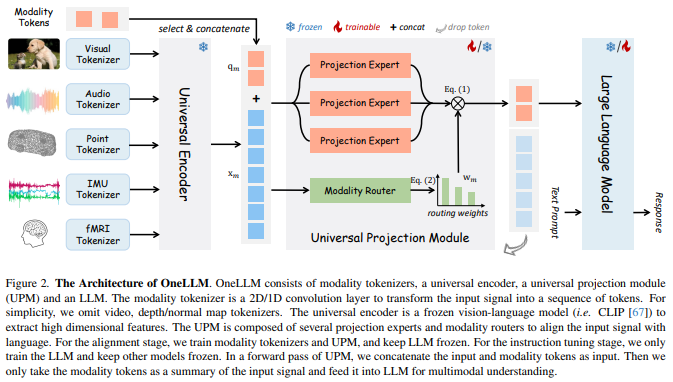 Modality
Tokens
select & concatenate
frozen
trainable
concat
drop token
Visual
Tokenizer
Audio
Tokenizer
Point
Tokenizer
IMU
Tokenizer
fMRI
Tokenizer
Universal Encoder
qm
+
xm
Projection Expert
Projection Expert
Projection Expert
Modality Router
Eq. (1)
Eq. (2)
wm
routing weights
Universal Projection Module
Text Prompt
Large Language Model
Response
Figure 2. The Architecture of OneLLM. OneLLM consists of modality tokenizers, a universal encoder, a universal projection module
(UPM) and an LLM. The modality tokenizer is a 2D/1D convolution layer to transform the input signal into a sequence of tokens. For
simplicity, we omit video, depth/normal map tokenizers. The universal encoder is a frozen vision-language model (i.e. CLIP [67]) to
extract high dimensional features. The UPM is composed of several projection experts and modality routers to align the input signal with
language. For the alignment stage, we train modality tokenizers and UPM, and keep LLM frozen. For the instruction tuning stage, we only
train the LLM and keep other models frozen. In a forward pass of UPM, we concatenate the input and modality tokens as input. Then we
only take the modality tokens as a summary of the input signal and feed it into LLM for multimodal understanding.